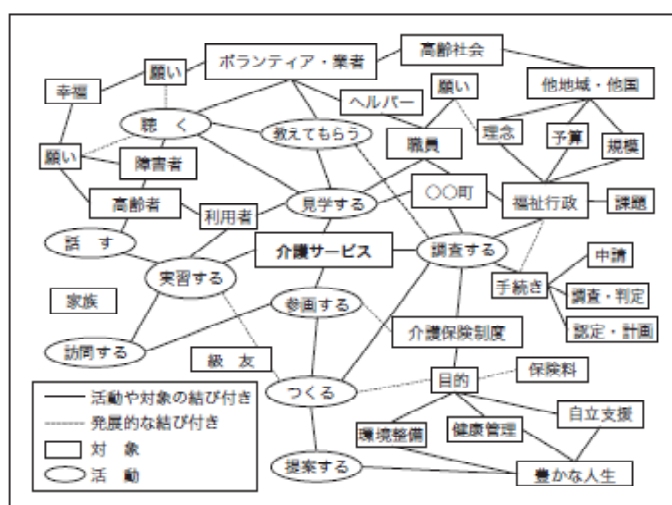 高齢社会
ボランティア・業者
願い
他地域・他国
幸福
ヘルパー
願い
聴く
教えてもらう
職員
理念
予算
規模
願い
障害者
高齢者
利用者
見学する
○○町
福祉行政
課題
話す
介護サービス
調査する
実習する
中請
手続き
家族
参画する
調査・判定
介護保険制度
認定・計画
訪問する
級友
保険料
目的
つくる
自立支援
環境整備
健康管理
提案する
豊かな人生
活動や対象の結び付き
発展的な結び付き
対象
活動